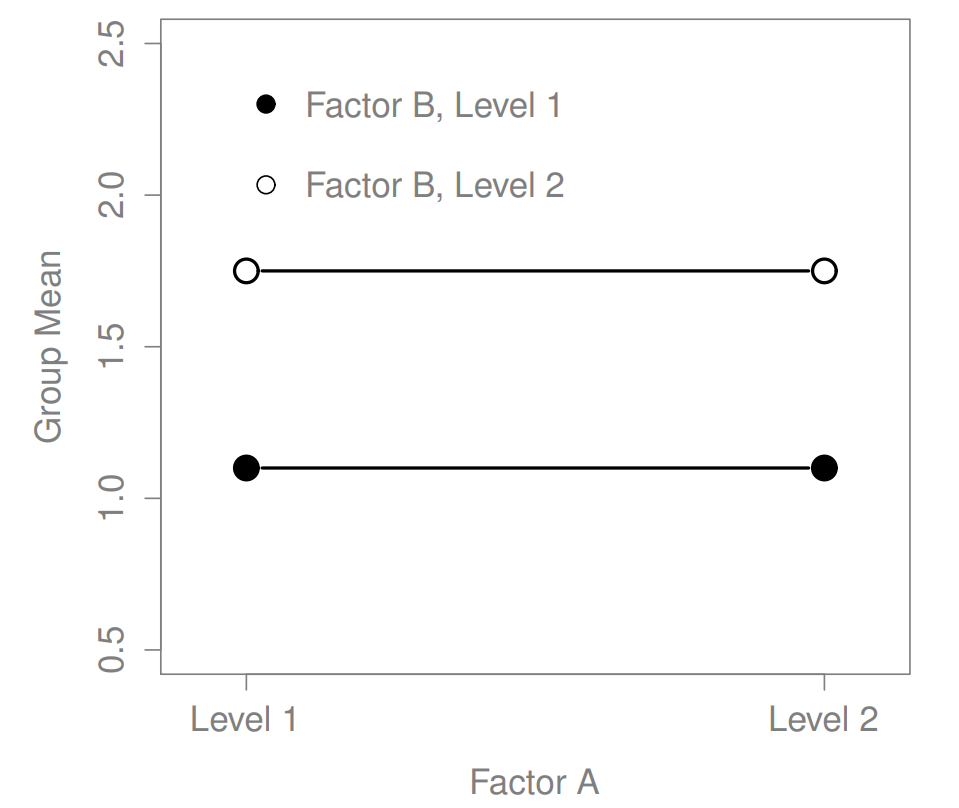 2.5
2.0
1.5
1.0
0.5
Group Mean
Factor B, Level 1
Factor B, Level 2
Level 1
Level 2
Factor A